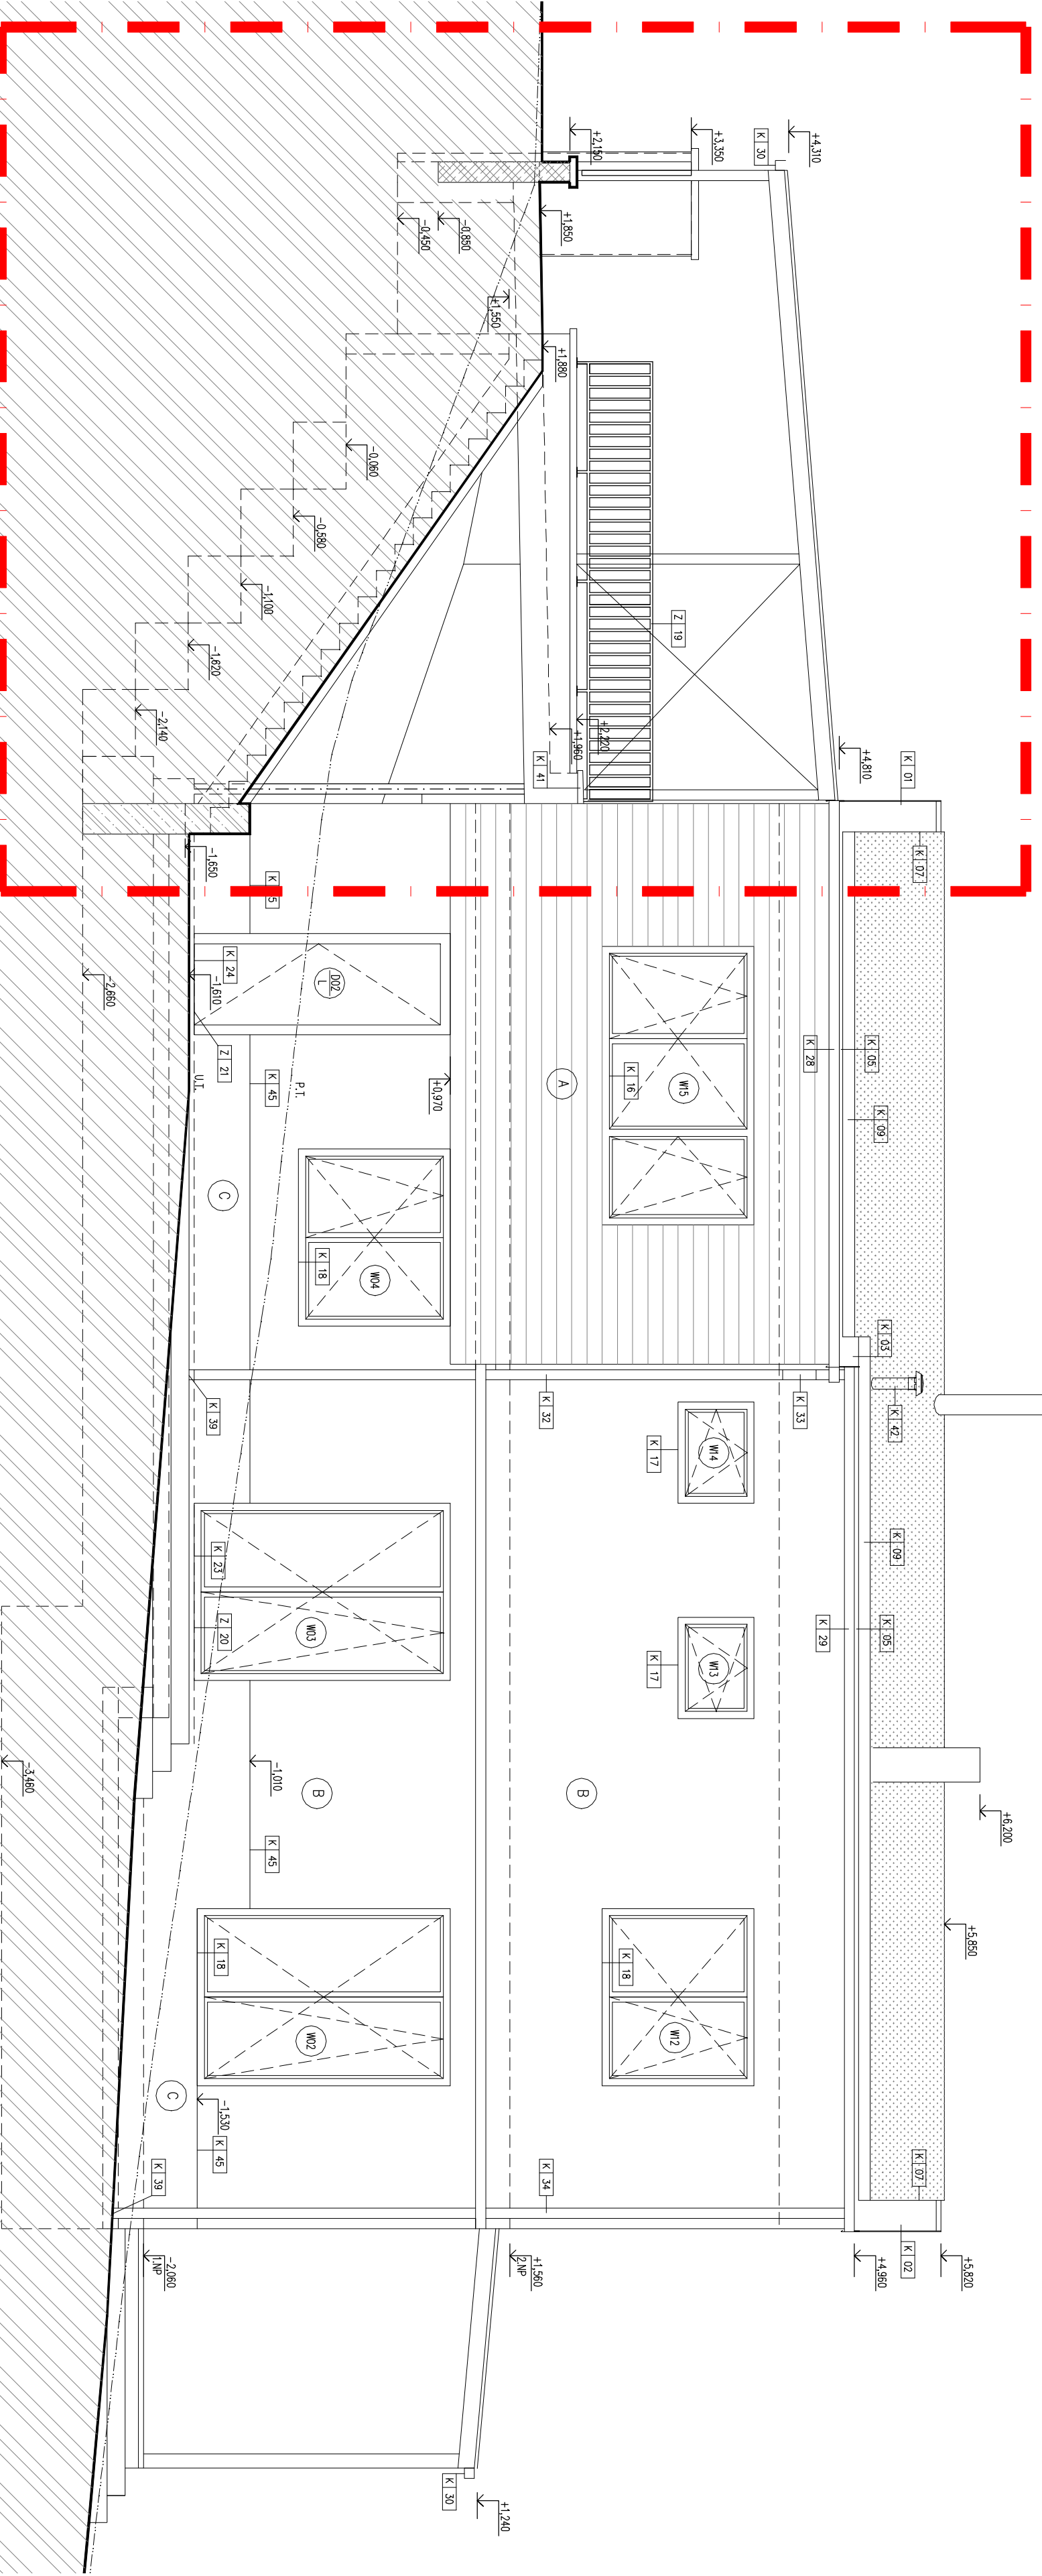 +4,310
K 30
+3,350
+2,150
+1,850
-0,850
-0,450
+1,550
+1,880
-0,060
-0,580
-1,100
-1,620
-2,140
Z 19
+2,220
+1,960
K 41
+4,810
K 01
K 07
-1,650
K 24
-1,610
-2,660
D02
L
Z 21
U.T.
K 45
P.T.
+0,970
A
K 16
W15
K 28
K 05
K 09
C
K 18
W04
K 03
K 42
K 33
K 32
K 39
K 17
W14
K 23
Z 20
W03
K 17
W13
K 29
K 05
K 09
-3,460
-1,010
K 45
B
B
+6,200
+5,850
K 18
W02
K 18
W12
C
-1,530
K 45
K 39
K 34
K 07
K 02
-2,060
1.NP
+1,560
2.NP
+4,960
+5,820
K 30
+1,240